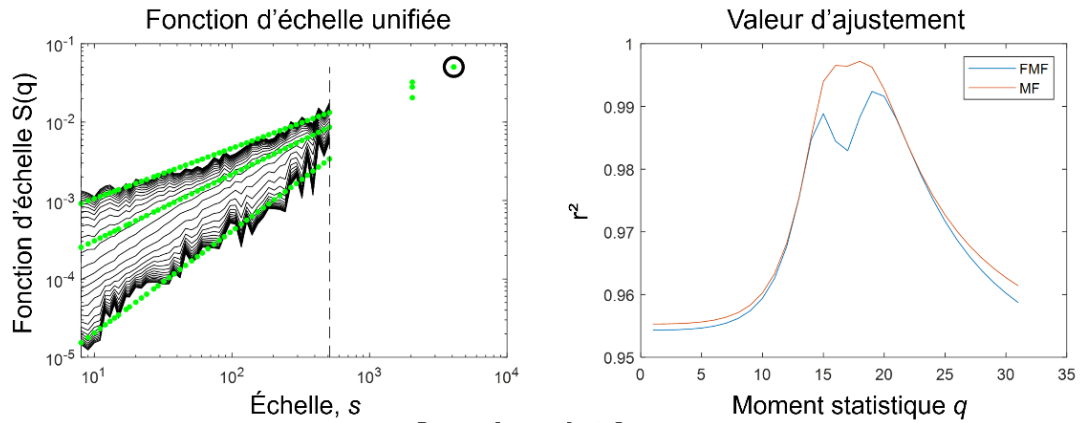 Fonction d'échelle unifiée
Fonction d'échelle S(q)
10⁻¹
10⁻²
10⁻³
10⁻⁴
10⁻⁵
10¹
10²
10³
10⁴
Échelle, s
Valeur d'ajustement
r²
1
0.99
0.98
0.97
0.96
0.95
0
5
10
15
20
25
30
35
Moment statistique q
FMF
MF